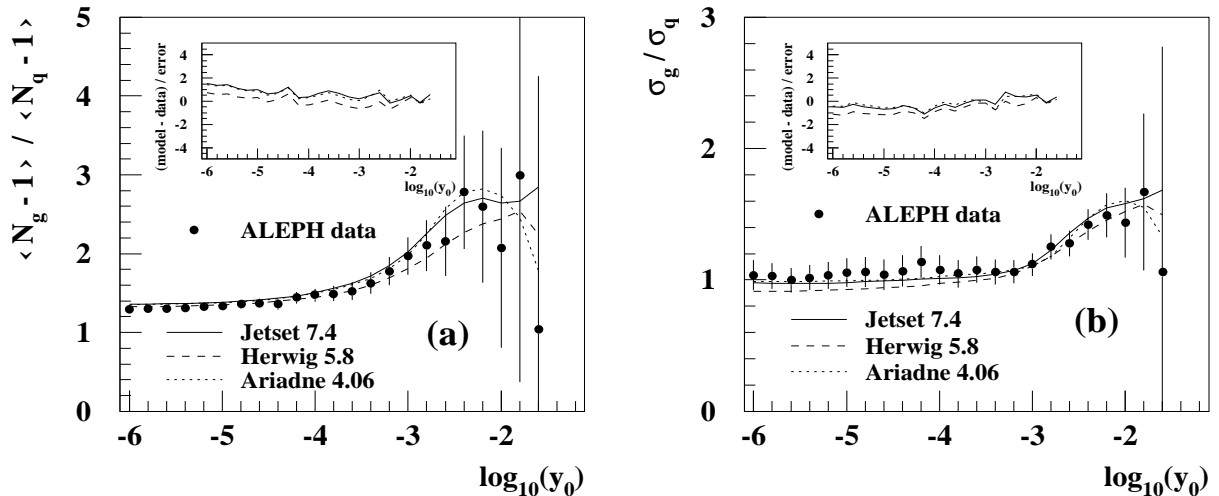 ⟨N_g - 1⟩ / ⟨N_q - 1⟩
5
4
3
2
1
0
(model - data) / error
4
2
0
-2
-4
-6
-5
-4
-3
-2
log10(y0)
ALEPH data
(a)
Jetset 7.4
Herwig 5.8
Ariadne 4.06
-6
-5
-4
-3
-2
log10(y0)
σ_g / σ_q
3
2
1
0
(model - data) / error
4
2
0
-2
-4
-6
-5
-4
-3
-2
log10(y0)
ALEPH data
(b)
Jetset 7.4
Herwig 5.8
Ariadne 4.06
-6
-5
-4
-3
-2
log10(y0)